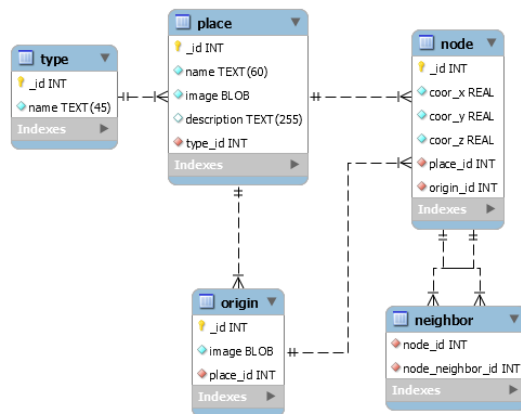 type
_id INT
name TEXT(45)
Indexes
place
_id INT
name TEXT(60)
image BLOB
description TEXT(255)
type_id INT
Indexes
node
_id INT
coor_x REAL
coor_y REAL
coor_z REAL
place_id INT
origin_id INT
Indexes
origin
_id INT
image BLOB
place_id INT
Indexes
neighbor
node_id INT
node_neighbor_id INT
Indexes